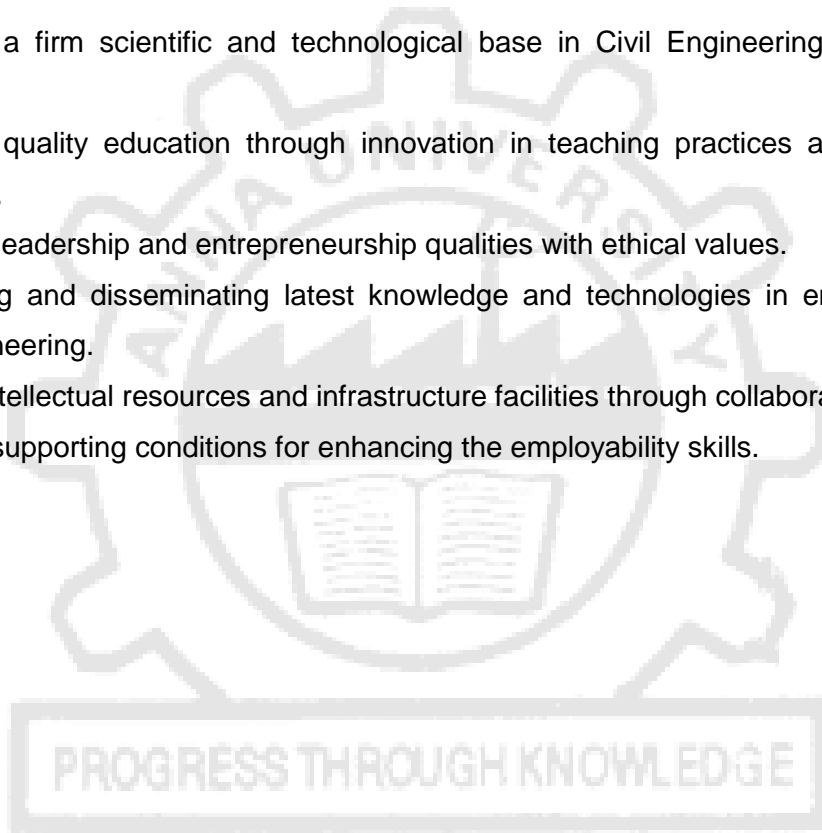 a firm scientific and technological base in Civil Engineering
quality education through innovation in teaching practices a
eadership and entrepreneurship qualities with ethical values.
g and disseminating latest knowledge and technologies in e
neering.
tellectual resources and infrastructure facilities through collabora
supporting conditions for enhancing the employability skills.
ANNA UNIVERSITY
PROGRESS THROUGH KNOWLEDGE